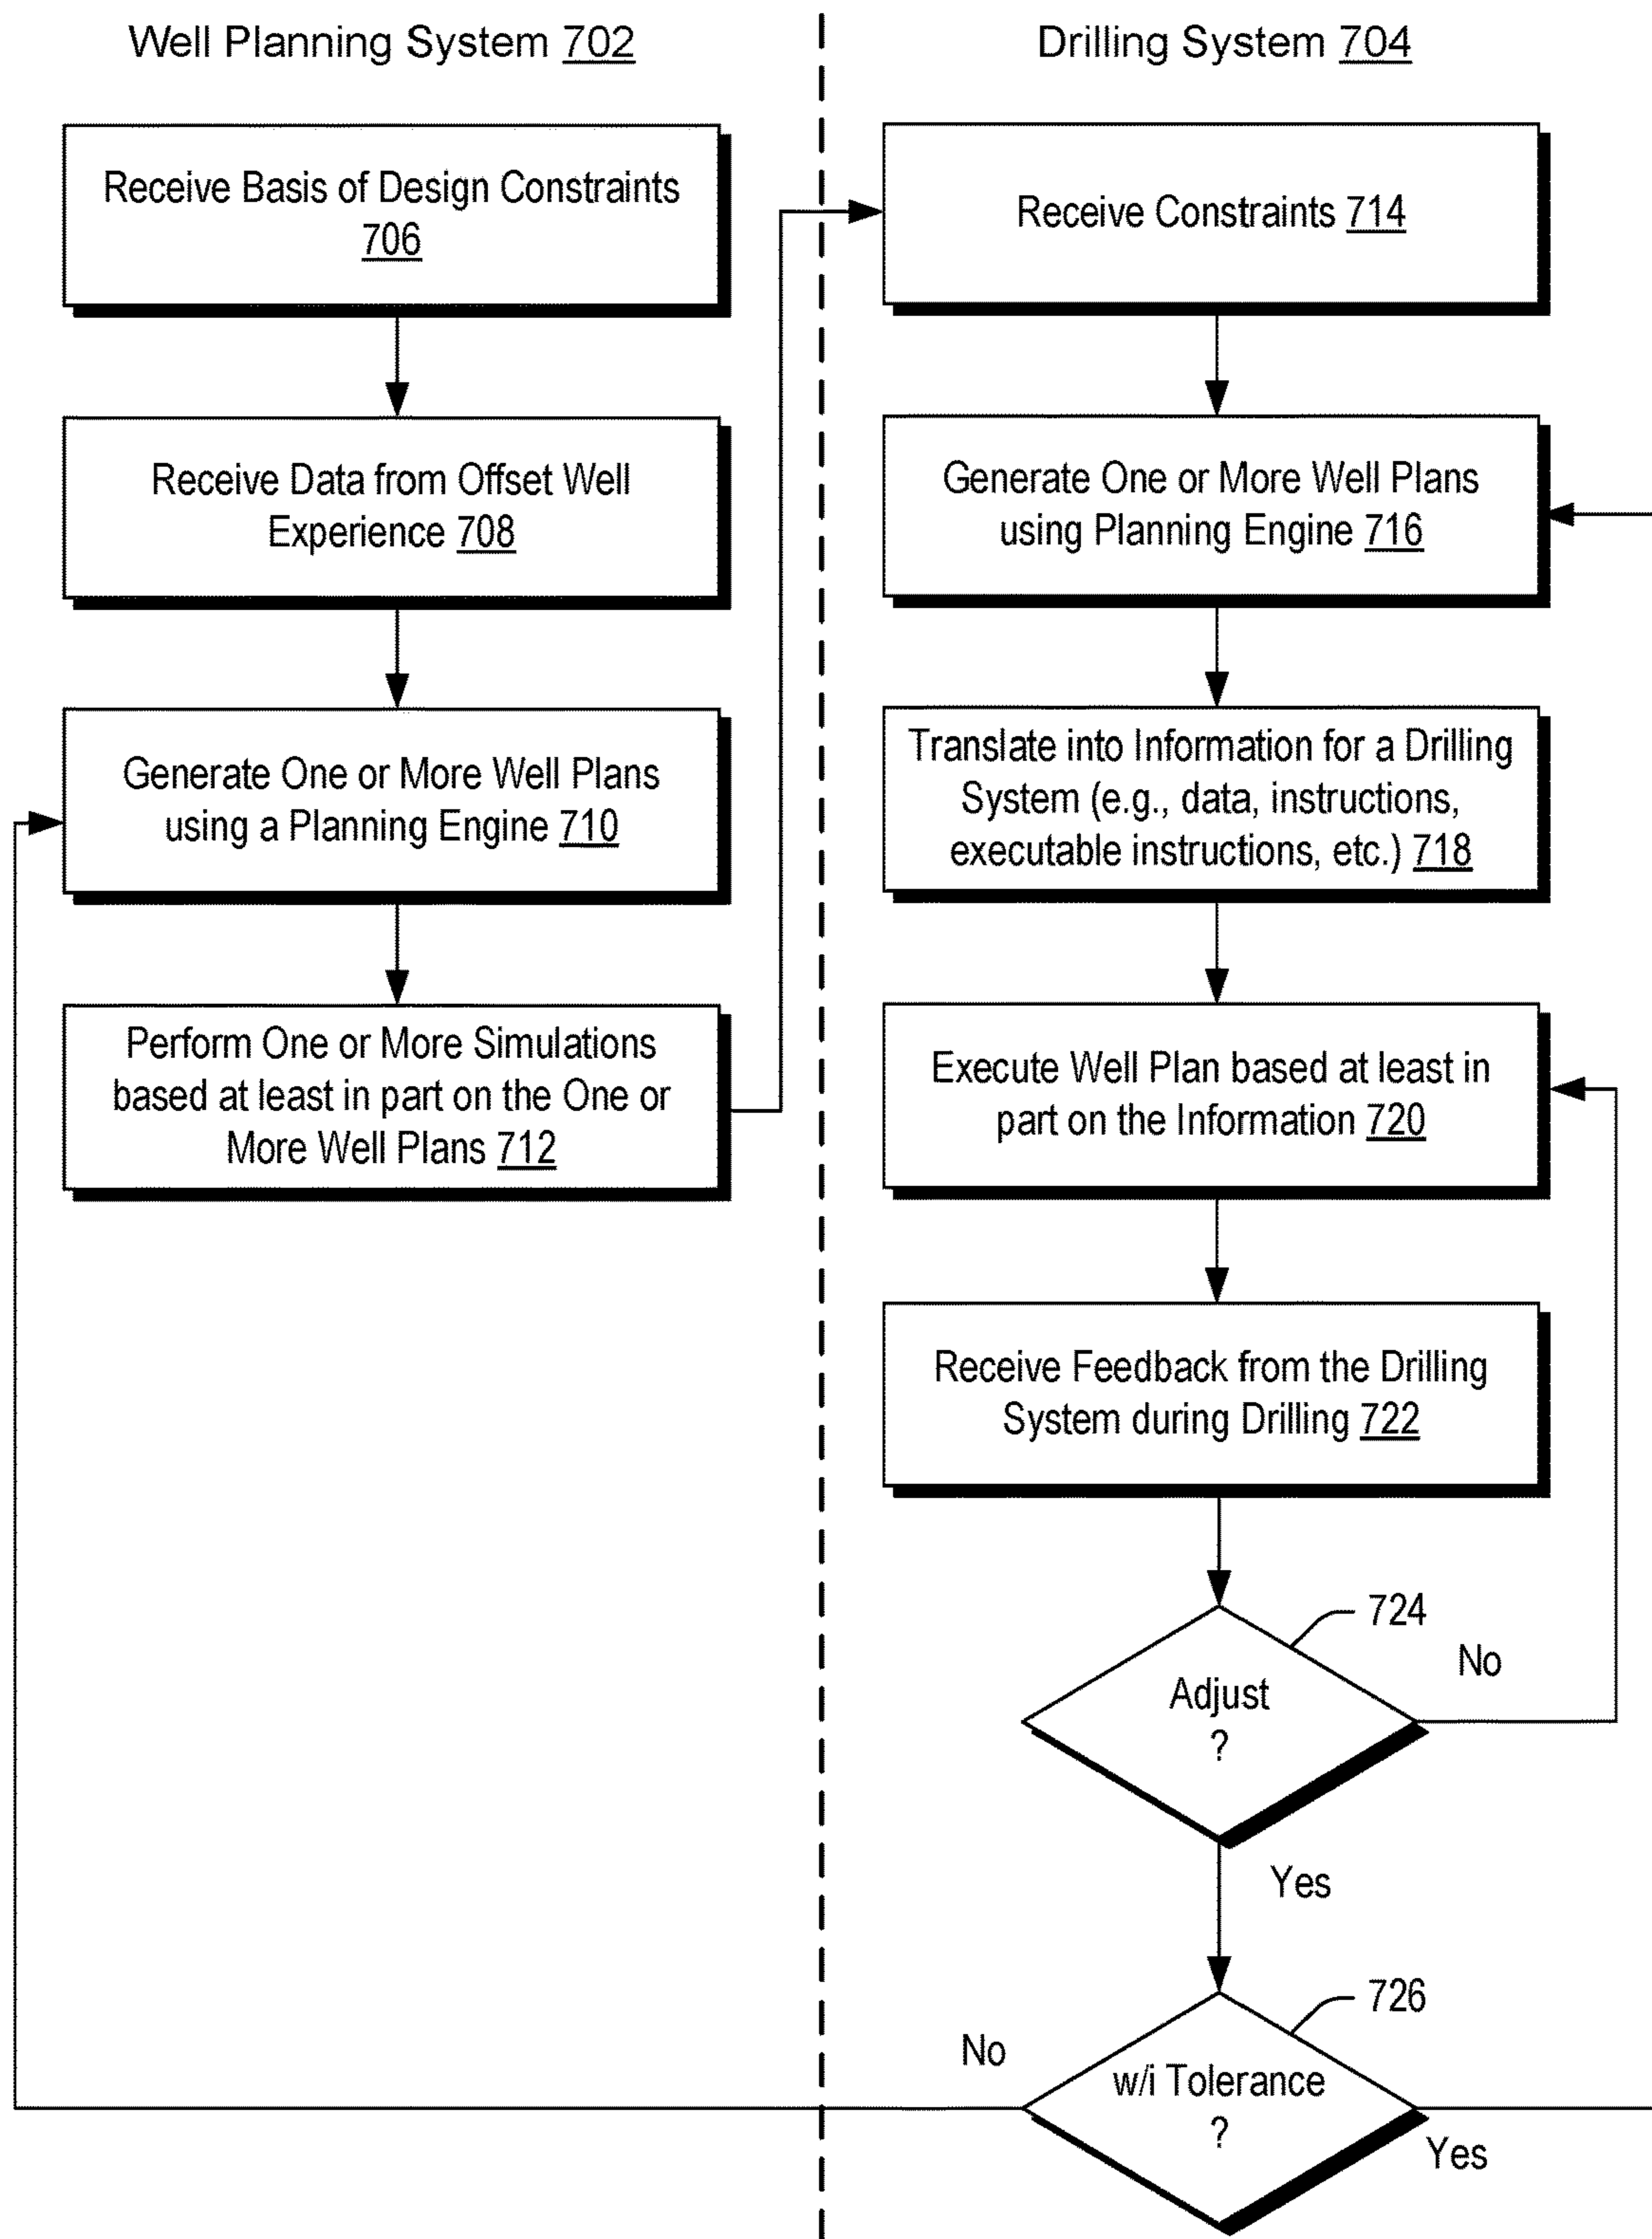 Well Planning System 702
Receive Basis of Design Constraints
706
Receive Data from Offset Well
Experience 708
Generate One or More Well Plans
using a Planning Engine 710
Perform One or More Simulations
based at least in part on the One or
More Well Plans 712
Drilling System 704
Receive Constraints 714
Generate One or More Well Plans
using Planning Engine 716
Translate into Information for a Drilling
System (e.g., data, instructions,
executable instructions, etc.) 718
Execute Well Plan based at least in
part on the Information 720
Receive Feedback from the Drilling
System during Drilling 722
724
Adjust
?
No
Yes
726
w/i Tolerance
?
No
Yes